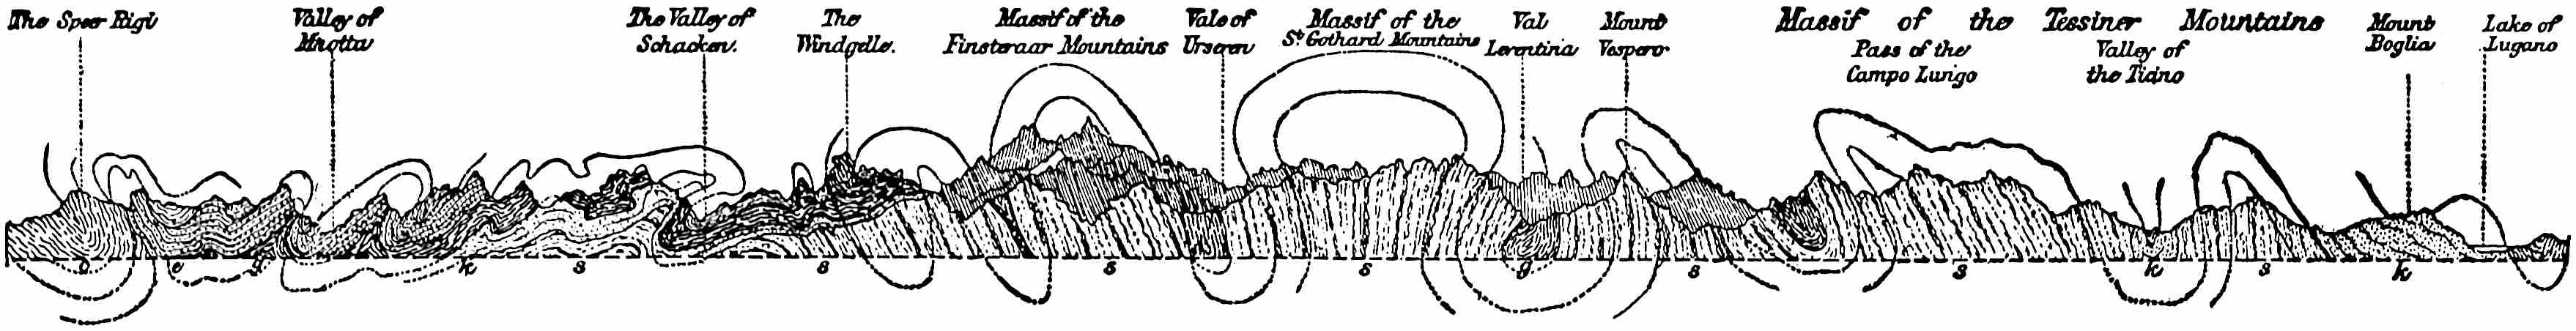 The Speer Rigi
Valley of
Muotta
The Valley of
Schacken.
The
Windgelle.
Massif of the
Finsteraar Mountains
Vale of
Urseren
Massif of the
St. Gothard Mountains
Val
Leventina
Mount
Vespero
Massif of the Tessiner Mountains
Pass of the
Campo Lungo
Valley of
the Ticino
Mount
Boglia
Lake of
Lugano
o e g k s s s s g s s k s k